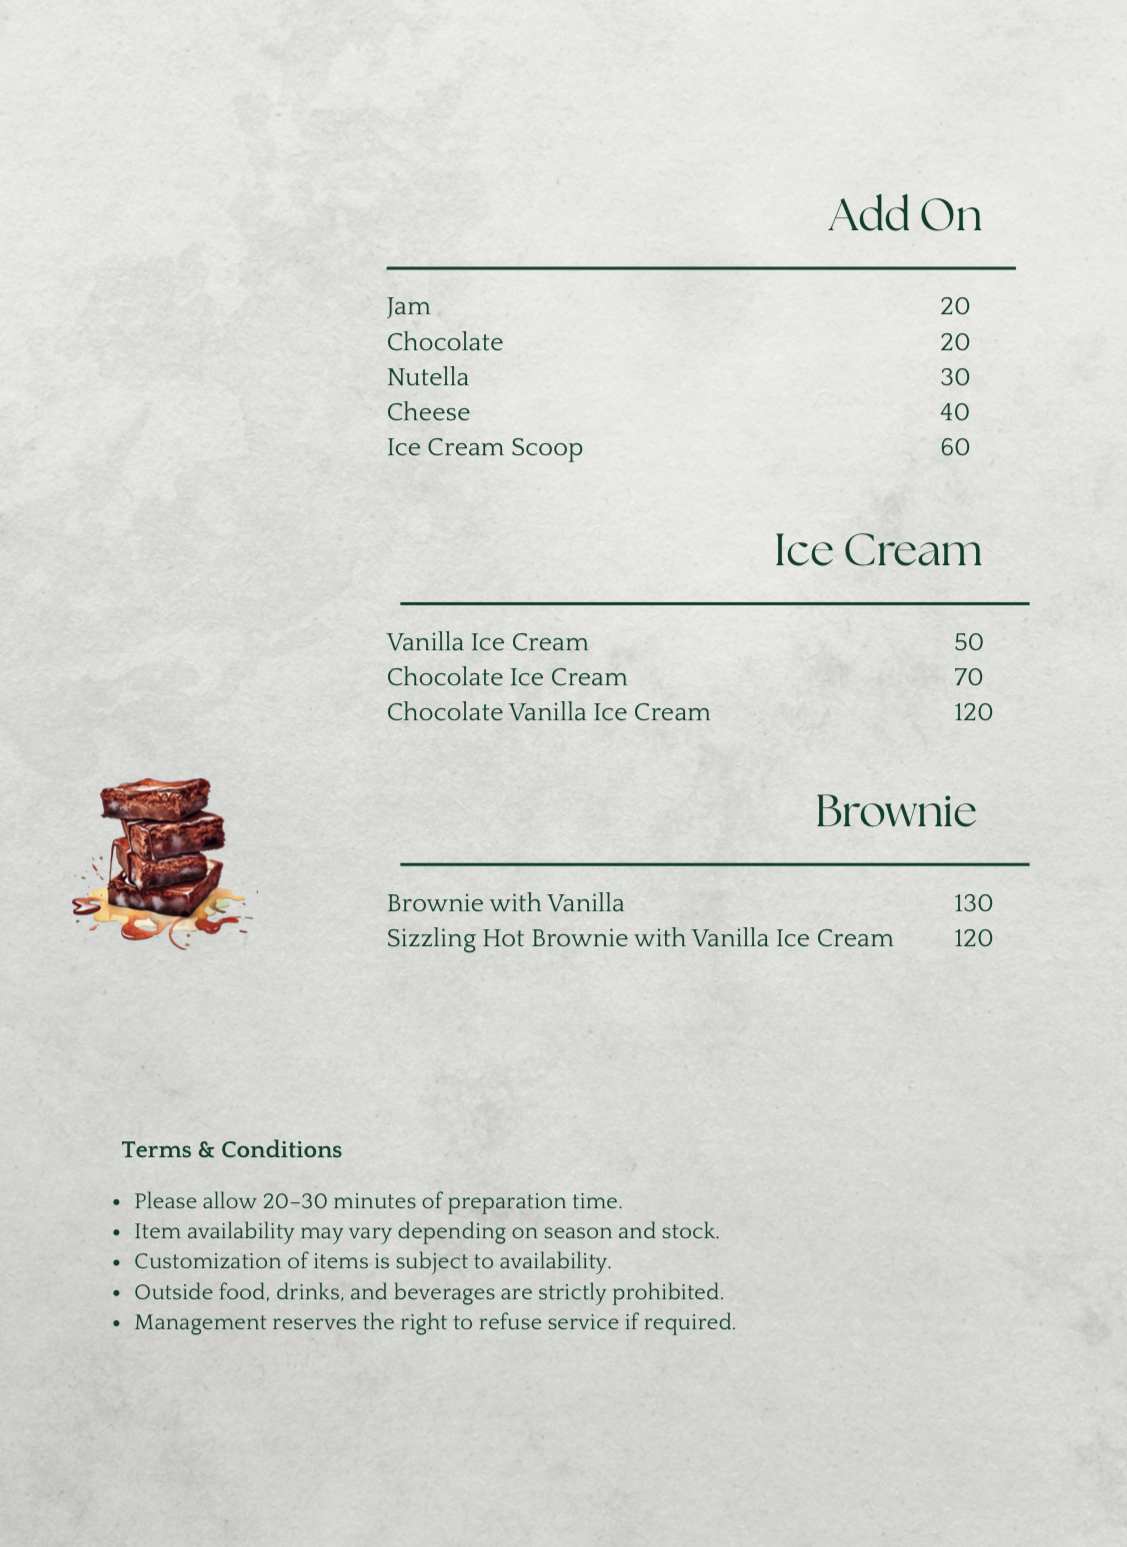 Add On
Jam 20
Chocolate 20
Nutella 30
Cheese 40
Ice Cream Scoop 60
Ice Cream
Vanilla Ice Cream 50
Chocolate Ice Cream 70
Chocolate Vanilla Ice Cream 120
Brownie
Brownie with Vanilla 130
Sizzling Hot Brownie with Vanilla Ice Cream 120
Terms & Conditions
• Please allow 20–30 minutes of preparation time.
• Item availability may vary depending on season and stock.
• Customization of items is subject to availability.
• Outside food, drinks, and beverages are strictly prohibited.
• Management reserves the right to refuse service if required.